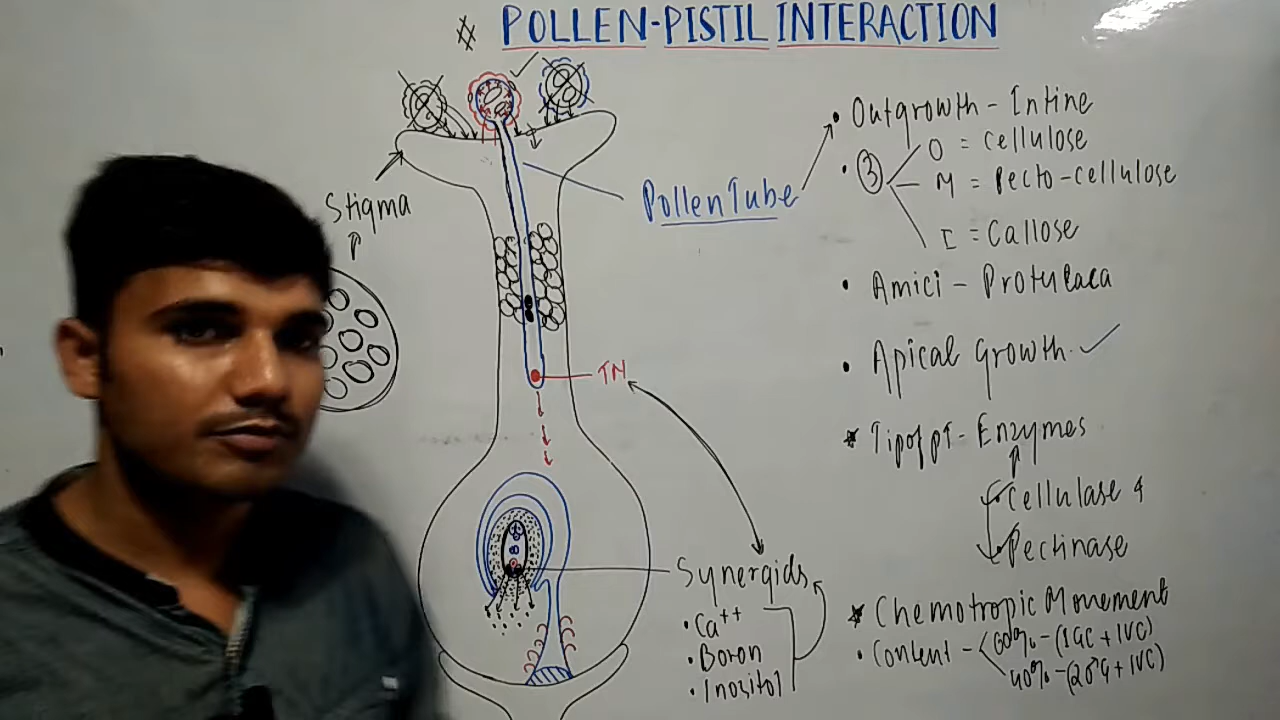 ※ POLLEN-PISTIL INTERACTION
Stigma
Pollen Tube
TN
Synergids
• Ca++
• Boron
• Inositol
• Outgrowth - Intine
• ③ O = Cellulose
M = Pecto-cellulose
I = Callose
• Amici - Protulaca
• Apical Growth ✓
* Tip of PT - Enzymes
Cellulase &
Pectinase
* Chemotropic Movement
• Content - 60% - (1GC + 1VC)
40% - (2♂G + 1VC)